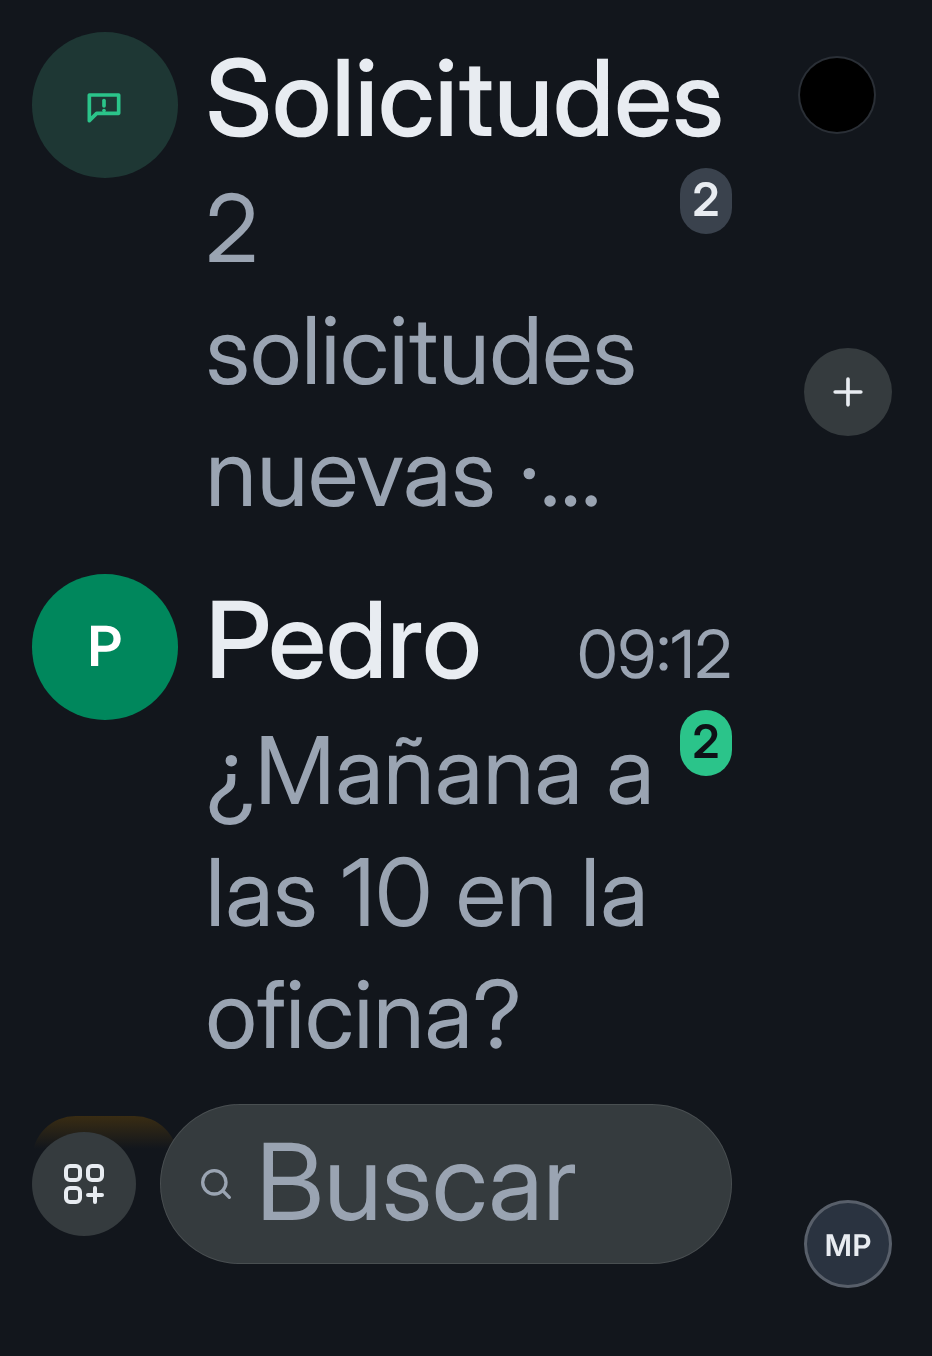 Solicitudes
2
2
solicitudes
nuevas ·...
P
Pedro
09:12
¿Mañana a
2
las 10 en la
oficina?
Buscar
MP